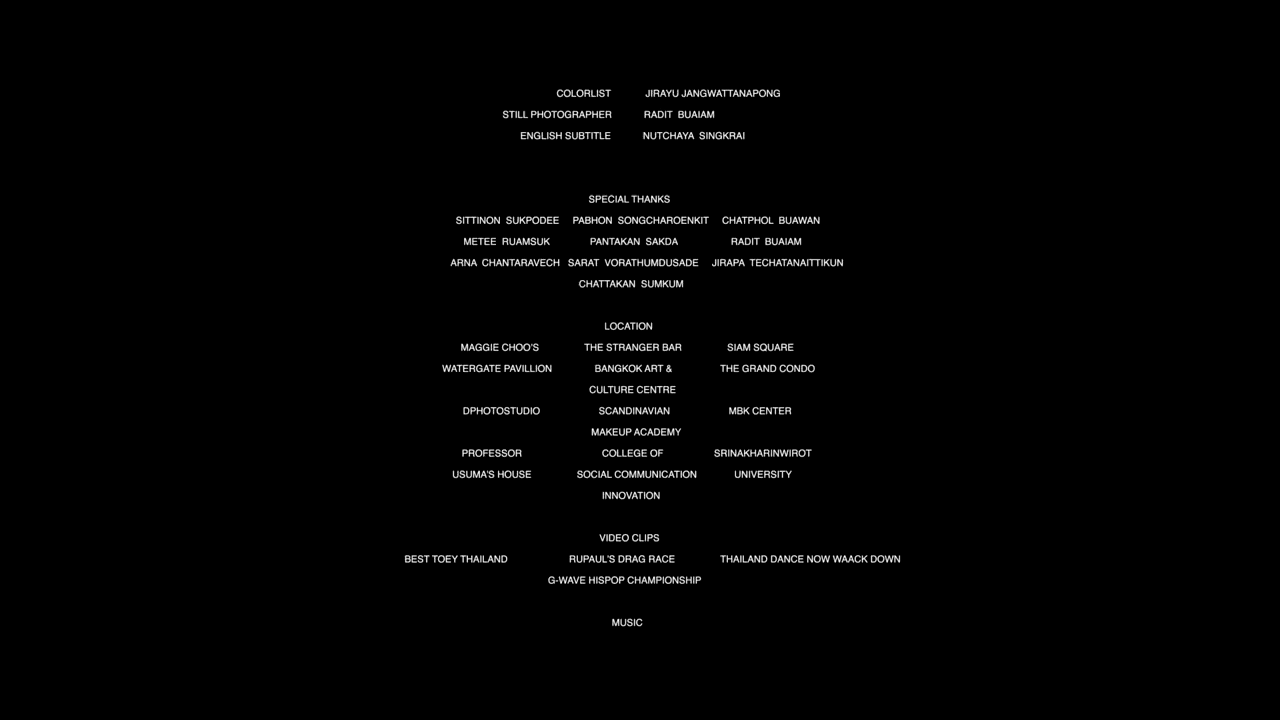 COLORLIST JIRAYU JANGWATTANAPONG
STILL PHOTOGRAPHER RADIT BUAIAM
ENGLISH SUBTITLE NUTCHAYA SINGKRAI
SPECIAL THANKS
SITTINON SUKPODEE PABHON SONGCHAROENKIT CHATPHOL BUAWAN
METEE RUAMSUK PANTAKAN SAKDA RADIT BUAIAM
ARNA CHANTARAVECH SARAT VORATHUMDUSADE JIRAPA TECHATANAITTIKUN
CHATTAKAN SUMKUM
LOCATION
MAGGIE CHOO'S THE STRANGER BAR SIAM SQUARE
WATERGATE PAVILLION BANGKOK ART & THE GRAND CONDO
CULTURE CENTRE
DPHOTOSTUDIO SCANDINAVIAN MBK CENTER
MAKEUP ACADEMY
PROFESSOR COLLEGE OF SRINAKHARINWIROT
USUMA'S HOUSE SOCIAL COMMUNICATION UNIVERSITY
INNOVATION
VIDEO CLIPS
BEST TOEY THAILAND RUPAUL'S DRAG RACE THAILAND DANCE NOW WAACK DOWN
G-WAVE HISPOP CHAMPIONSHIP
MUSIC